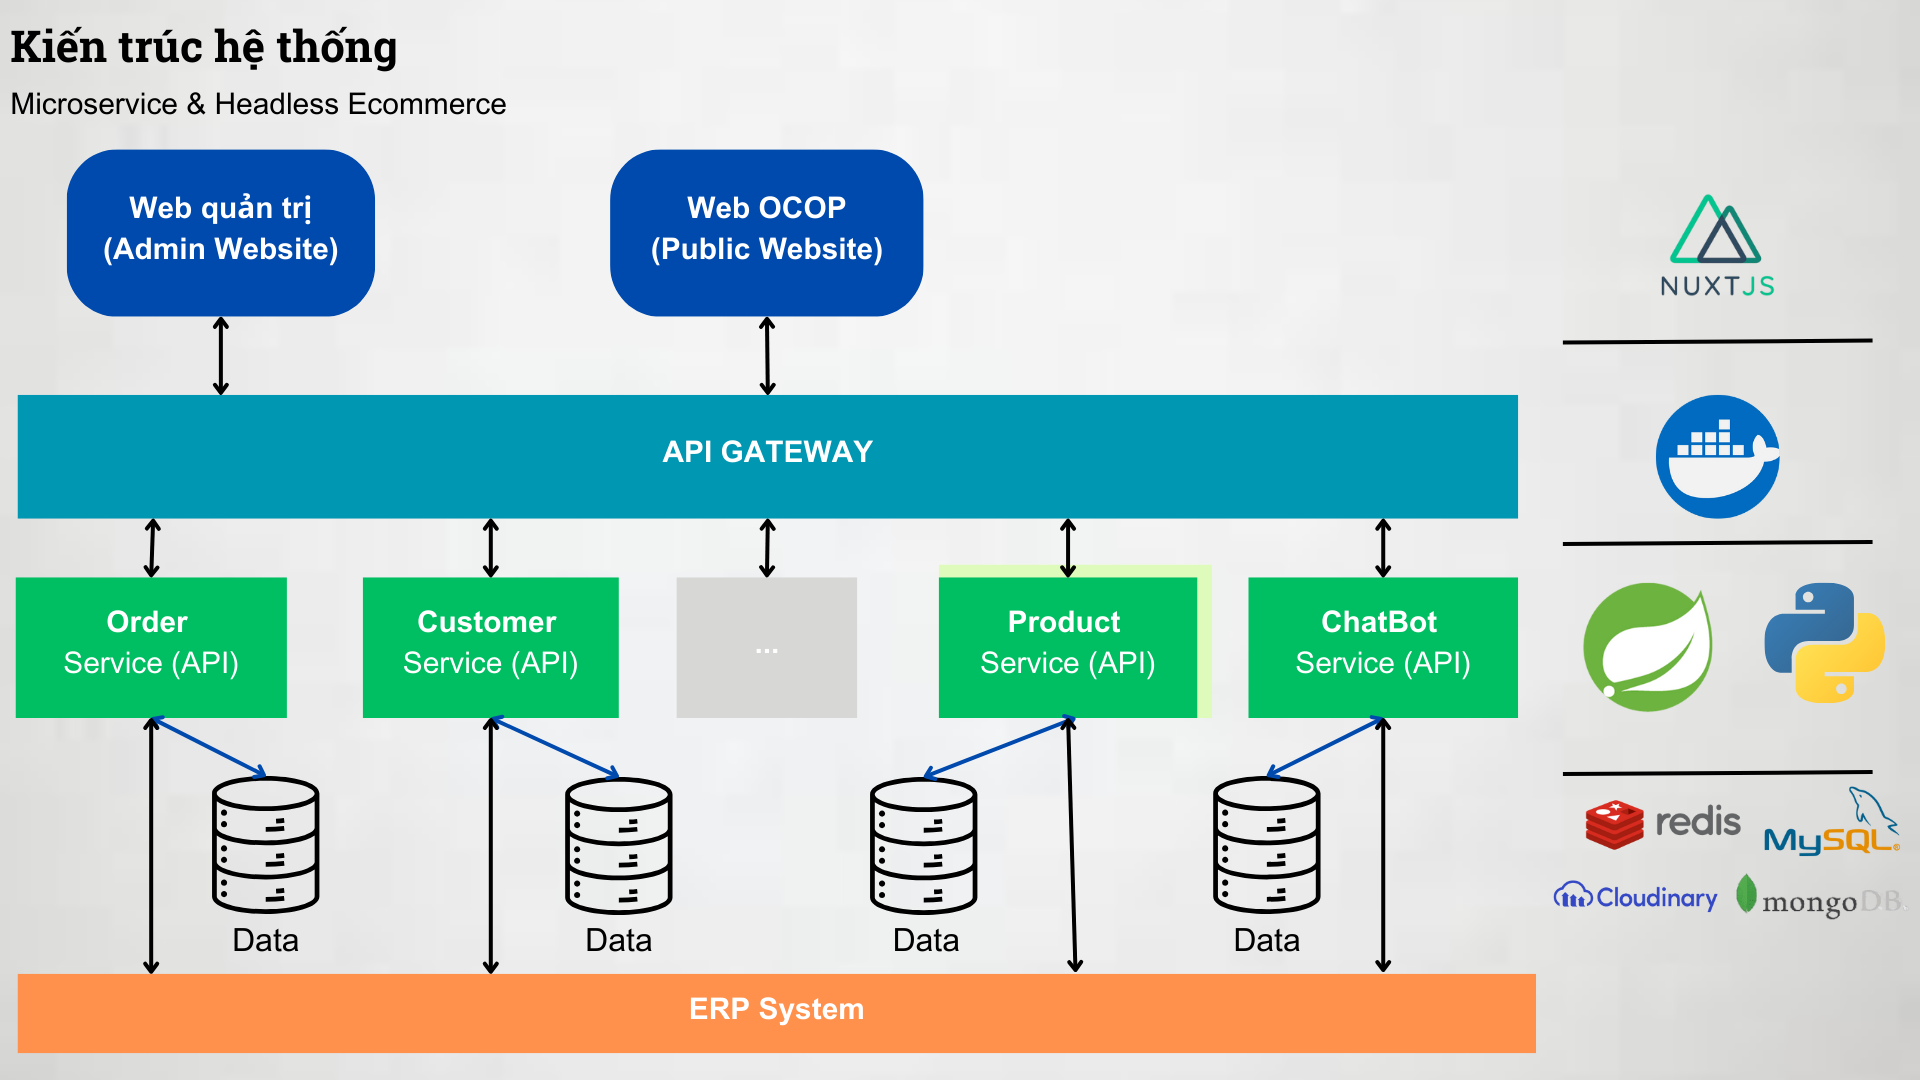 Kiến trúc hệ thống
Microservice & Headless Ecommerce
Web quản trị
(Admin Website)
Web OCOP
(Public Website)
NUXTJS
API GATEWAY
Order
Service (API)
Customer
Service (API)
...
Product
Service (API)
ChatBot
Service (API)
redis
MySQL®
Cloudinary
mongoDB
Data
Data
Data
Data
ERP System